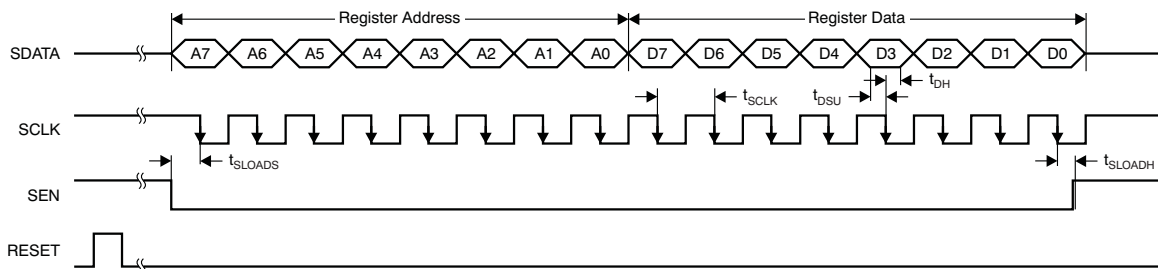 Register Address Register Data
SDATA A7 A6 A5 A4 A3 A2 A1 A0 D7 D6 D5 D4 D3 D2 D1 D0
tSCLK tDSU tDH
SCLK
tSLOADS tSLOADH
SEN
RESET